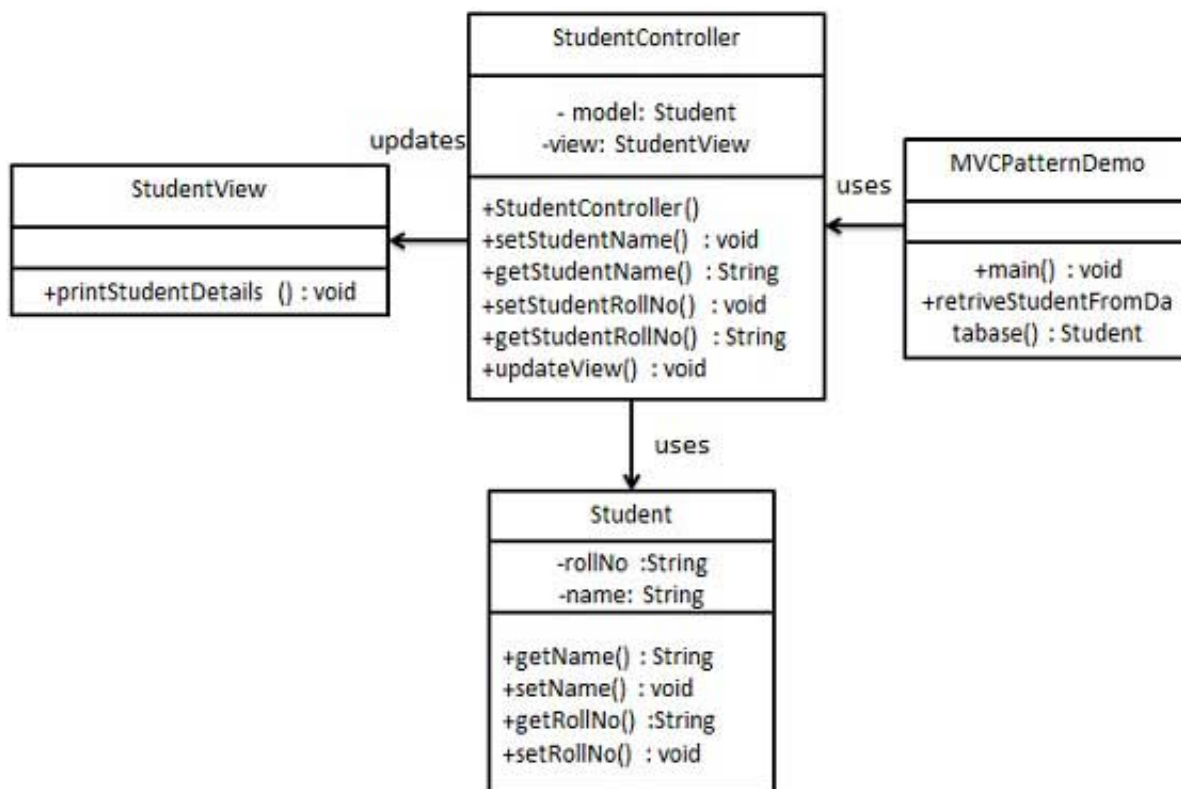 StudentController
- model: Student
-view: StudentView
+StudentController()
+setStudentName() : void
+getStudentName() : String
+setStudentRollNo() : void
+getStudentRollNo() : String
+updateView() : void
updates
StudentView
+printStudentDetails () : void
uses
MVCPatternDemo
+main() : void
+retriveStudentFromDa
tabase() : Student
uses
Student
-rollNo :String
-name: String
+getName() : String
+setName() : void
+getRollNo() :String
+setRollNo() : void